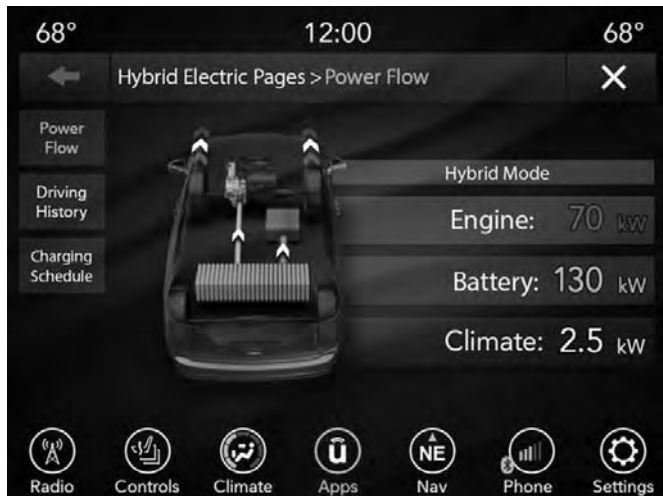 68° 12:00 68°
Hybrid Electric Pages > Power Flow
Power
Flow
Driving
History
Charging
Schedule
Hybrid Mode
Engine: 70 kW
Battery: 130 kW
Climate: 2.5 kW
û NE
Radio Controls Climate Apps Nav Phone Settings